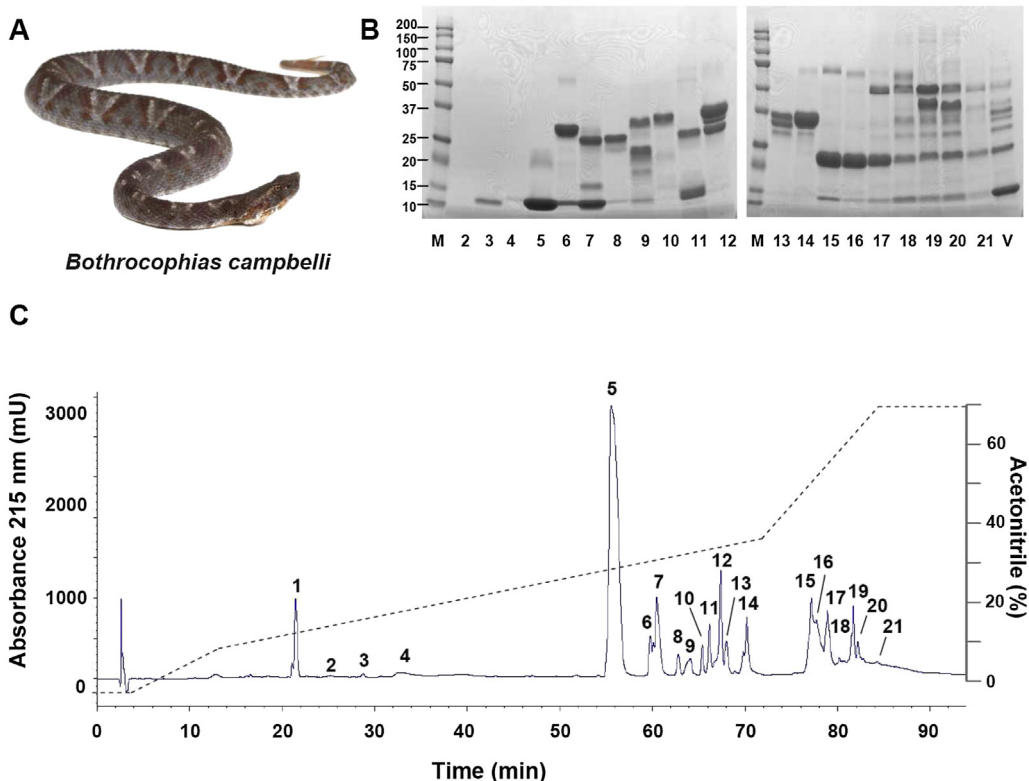 A
Bothrocophias campbelli
B
200
150
100
75
50
37
25
20
15
10
M 2 3 4 5 6 7 8 9 10 11 12
M 13 14 15 16 17 18 19 20 21 V
C
Absorbance 215 nm (mU)
3000
2000
1000
0
1 2 3 4 5 6 7 8 9 10 11 12 13 14 15 16 17 18 19 20 21
60
40
20
0
Acetonitrile (%)
0 10 20 30 40 50 60 70 80 90
Time (min)